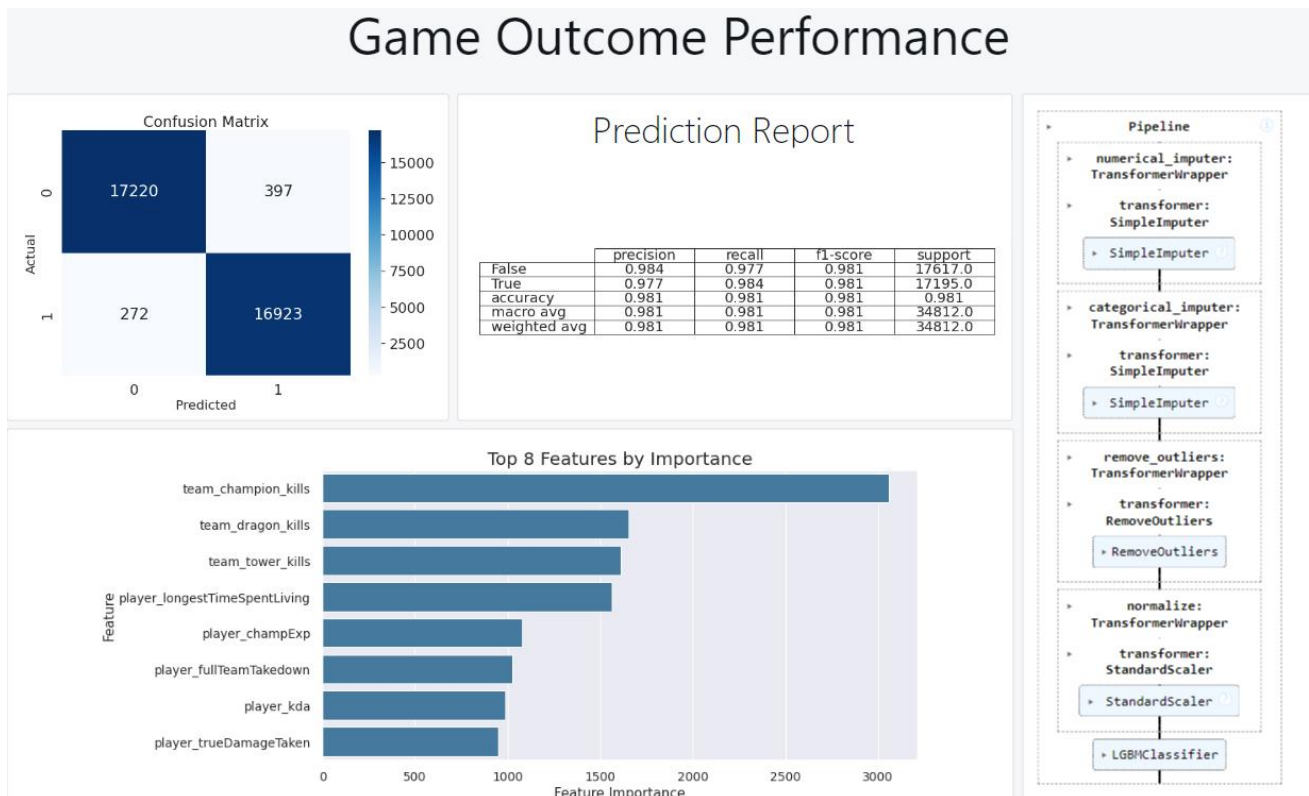 Game Outcome Performance
Confusion Matrix
17220 397
272 16923
0
1
Actual
0 1
Predicted
15000
12500
10000
7500
5000
2500
Prediction Report
precision recall f1-score support
False 0.984 0.977 0.981 17617.0
True 0.977 0.984 0.981 17195.0
accuracy 0.981 0.981 0.981 0.981
macro avg 0.981 0.981 0.981 34812.0
weighted avg 0.981 0.981 0.981 34812.0
Top 8 Features by Importance
team_champion_kills
team_dragon_kills
team_tower_kills
player_longestTimeSpentLiving
player_champExp
player_fullTeamTakedown
player_kda
player_trueDamageTaken
Feature
0 500 1000 1500 2000 2500 3000
Feature Importance
Pipeline
numerical_imputer:
TransformerWrapper
transformer:
SimpleImputer
SimpleImputer
categorical_imputer:
TransformerWrapper
transformer:
SimpleImputer
SimpleImputer
remove_outliers:
TransformerWrapper
transformer:
RemoveOutliers
RemoveOutliers
normalize:
TransformerWrapper
transformer:
StandardScaler
StandardScaler
LGBMClassifier